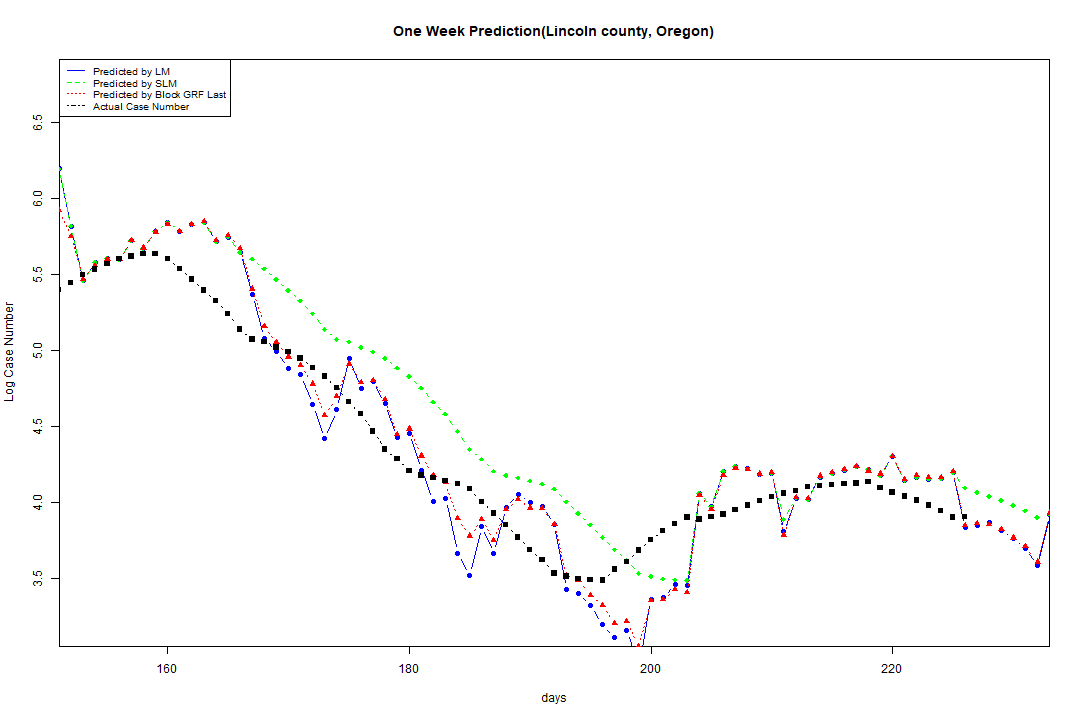 One Week Prediction(Lincoln county, Oregon)
Predicted by LM
Predicted by SLM
Predicted by Block GRF Last
Actual Case Number
6.5
6.0
5.5
5.0
4.5
4.0
3.5
Log Case Number
160 180 200 220
days